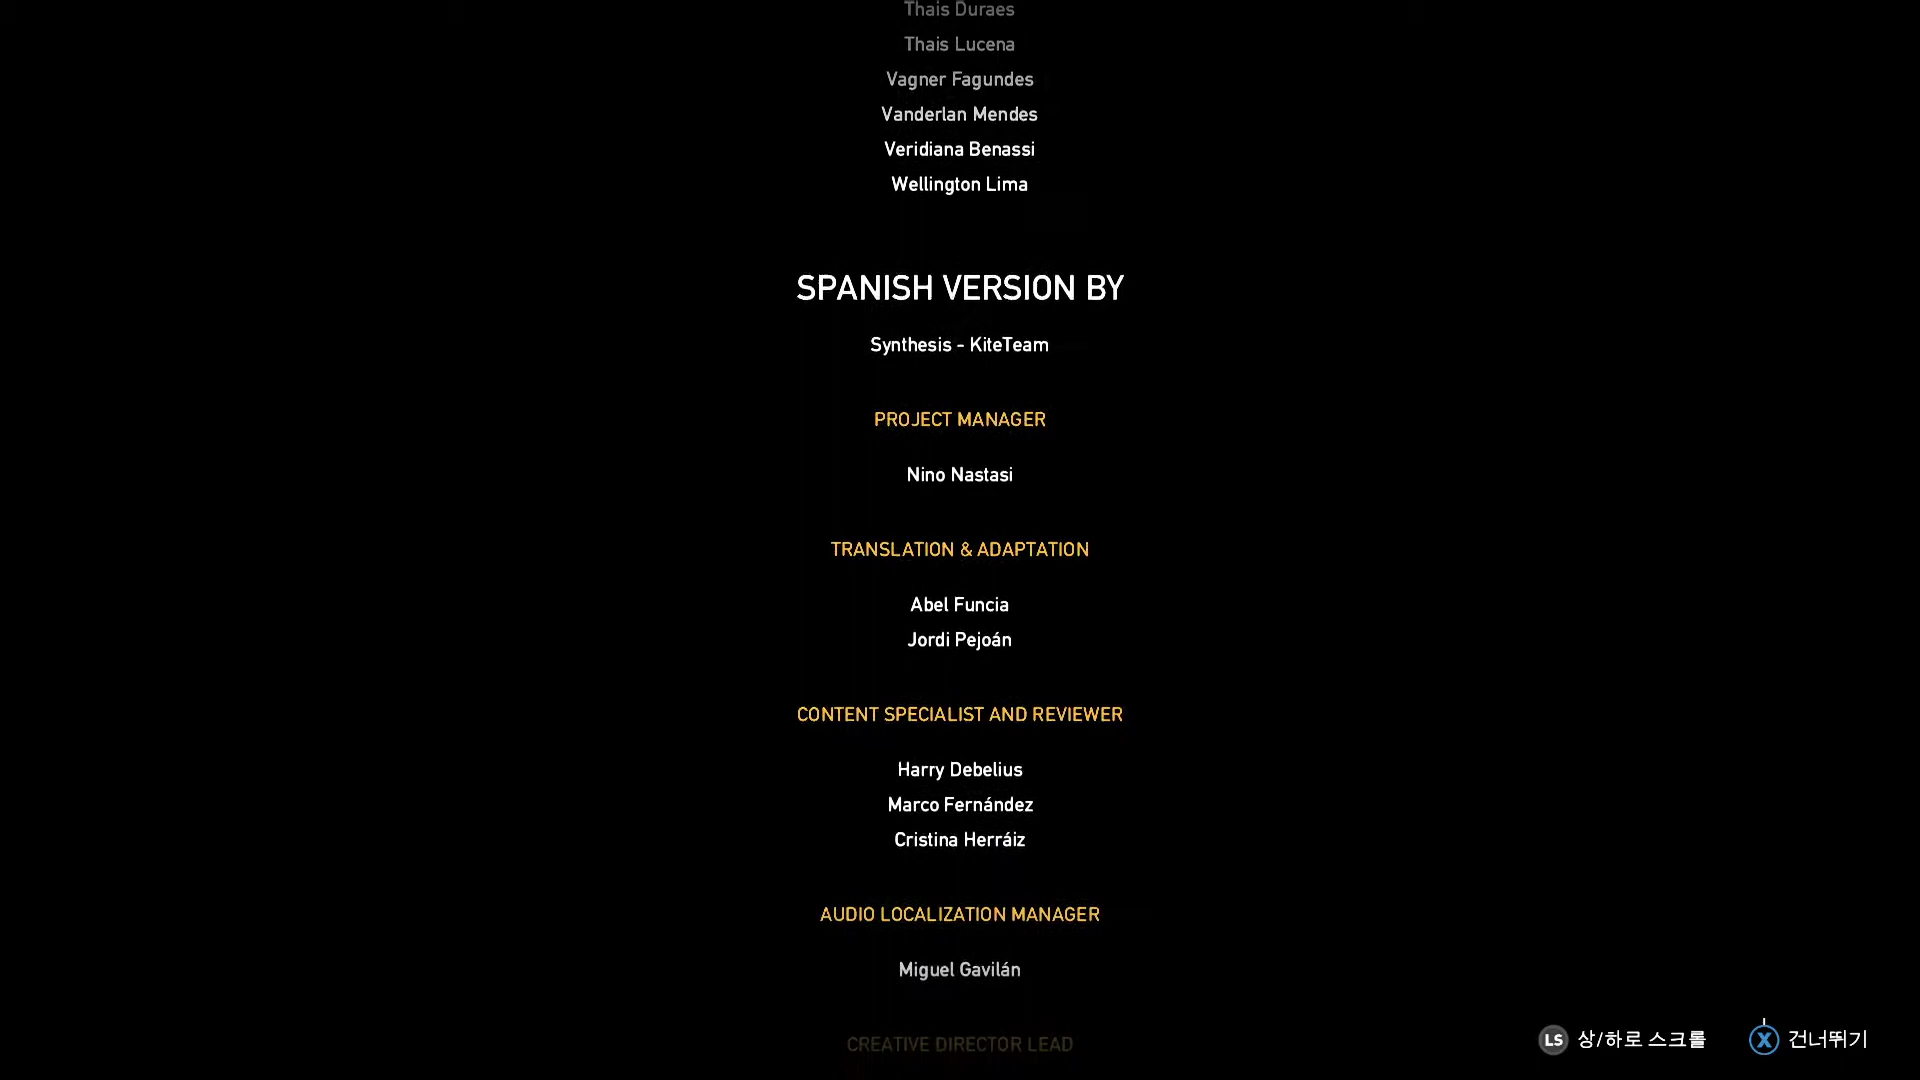 Thais Duraes
Thais Lucena
Vagner Fagundes
Vanderlan Mendes
Veridiana Benassi
Wellington Lima
SPANISH VERSION BY
Synthesis - KiteTeam
PROJECT MANAGER
Nino Nastasi
TRANSLATION & ADAPTATION
Abel Funcia
Jordi Pejoán
CONTENT SPECIALIST AND REVIEWER
Harry Debelius
Marco Fernández
Cristina Herráiz
AUDIO LOCALIZATION MANAGER
Miguel Gavilán
CREATIVE DIRECTOR LEAD
LS 상/하로 스크롤 X 건너뛰기